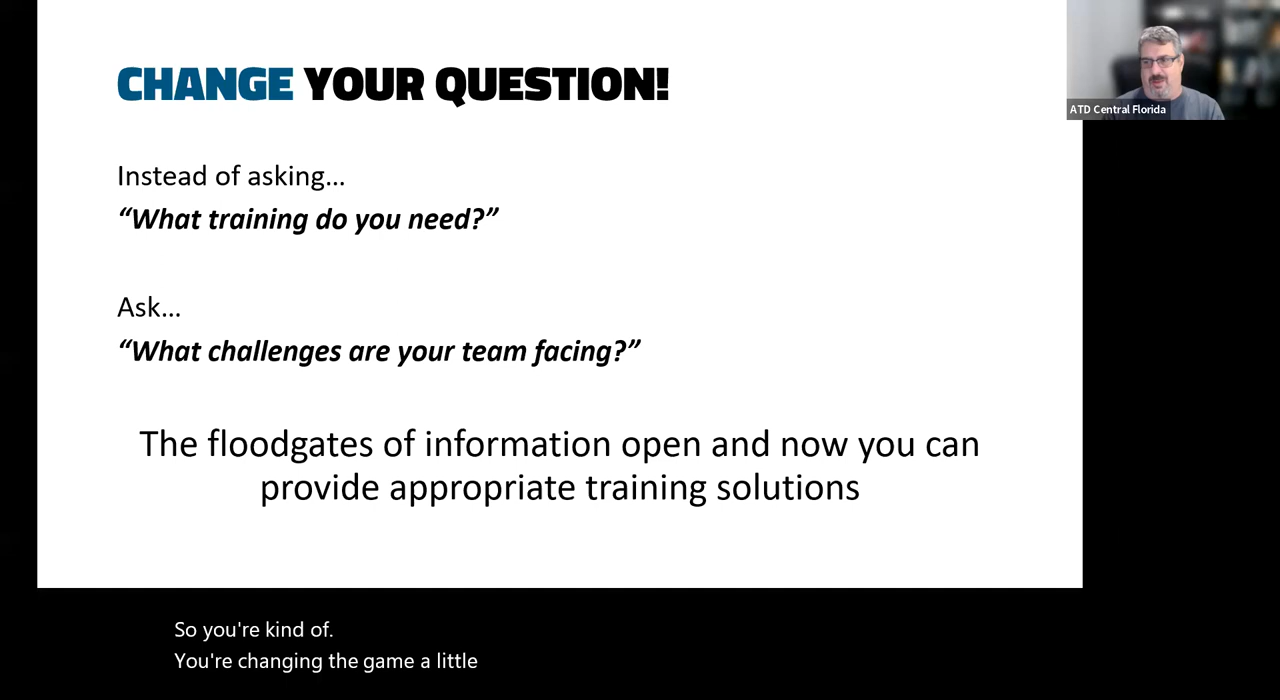 CHANGE YOUR QUESTION!
ATD Central Florida
Instead of asking...
“What training do you need?”
Ask...
“What challenges are your team facing?”
The floodgates of information open and now you can
provide appropriate training solutions
So you're kind of.
You're changing the game a little